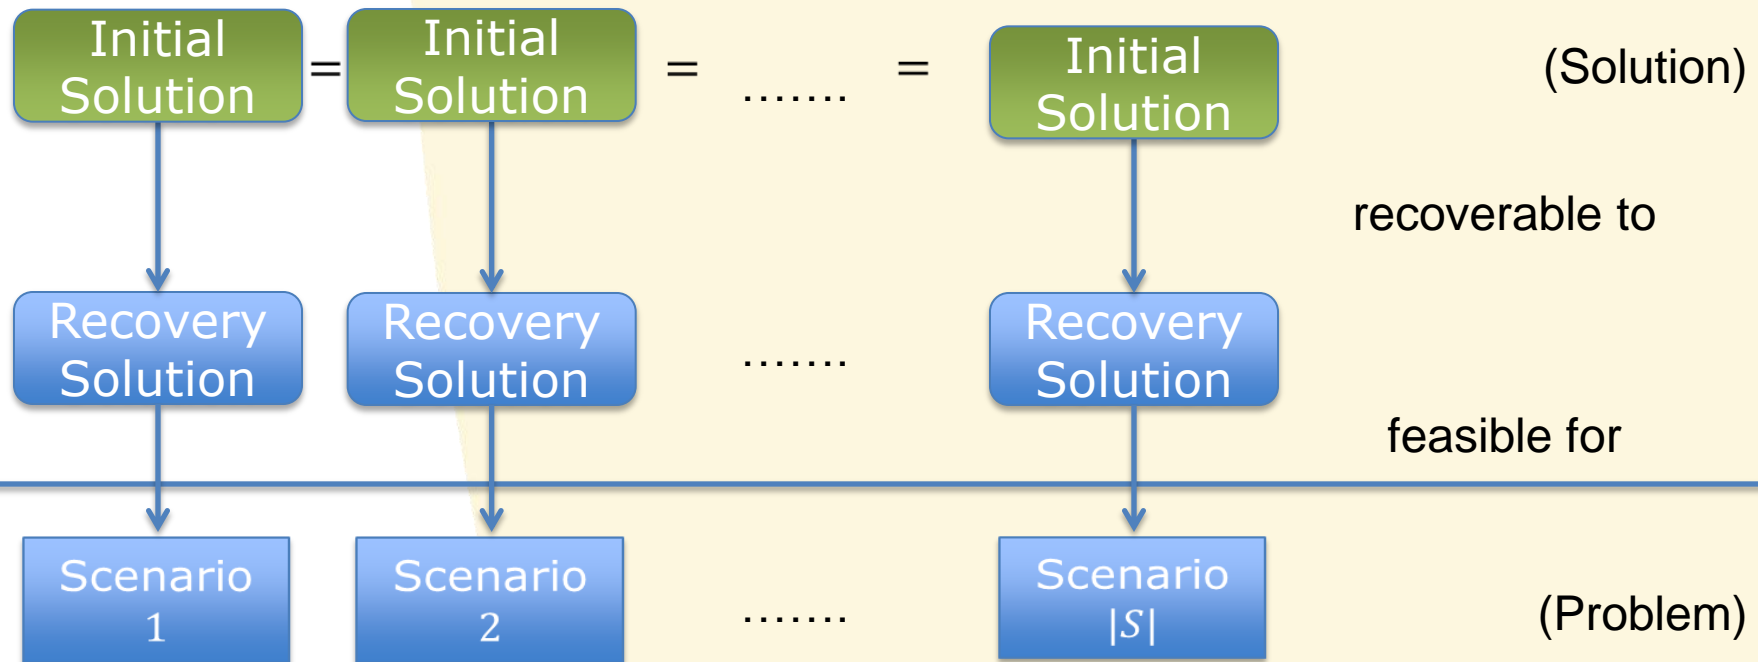 Initial
Solution
=
Initial
Solution
=
.......
=
Initial
Solution
(Solution)
recoverable to
Recovery
Solution
Recovery
Solution
.......
Recovery
Solution
feasible for
Scenario
1
Scenario
2
.......
Scenario
|S|
(Problem)